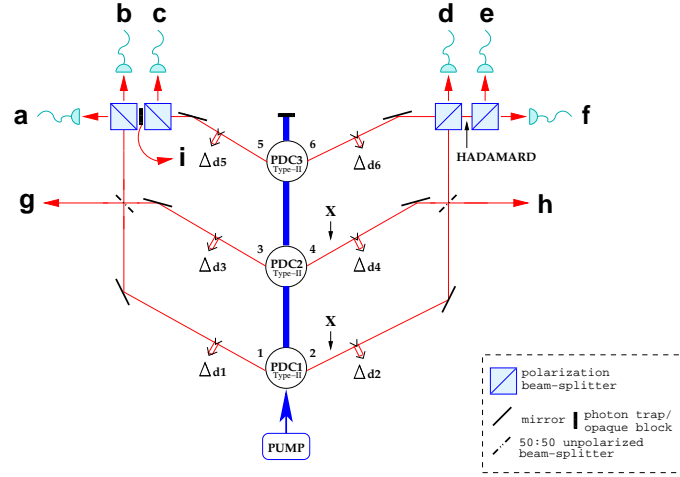 b c d e
a f
5 6
HADAMARD
Δd5 PDC3 Δd6
Type-II
i
g h
X
3 4
Δd3 PDC2 Δd4
Type-II
X
1 2
Δd1 PDC1 Δd2
Type-II
PUMP
polarization
beam-splitter
mirror
photon trap/
opaque block
50:50 unpolarized
beam-splitter